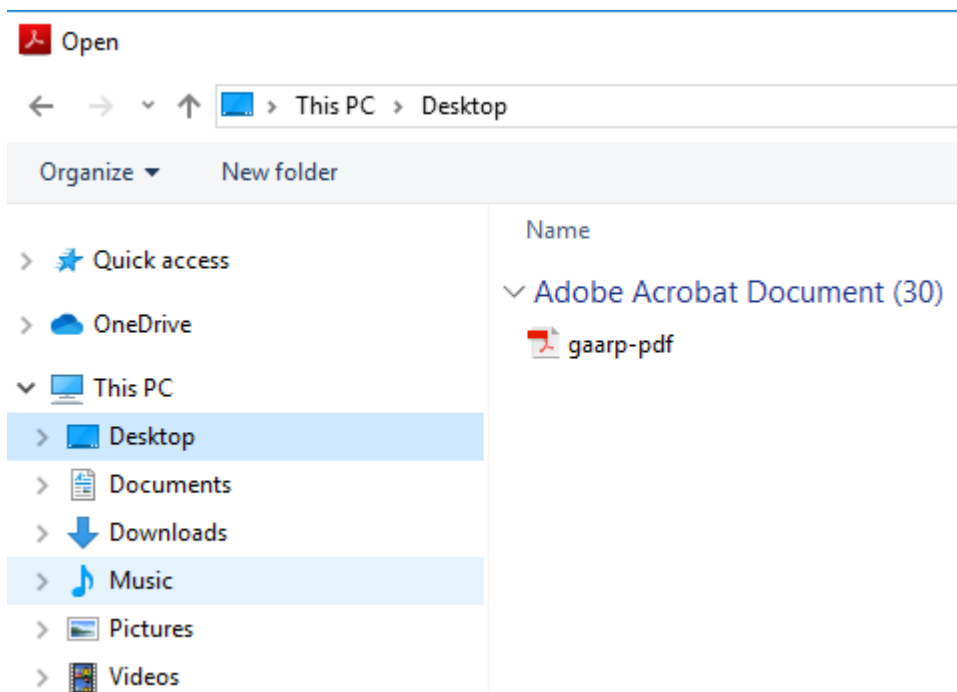 Open
This PC > Desktop
Organize New folder
Name
Quick access
Adobe Acrobat Document (30)
OneDrive
gaarp-pdf
This PC
Desktop
Documents
Downloads
Music
Pictures
Videos